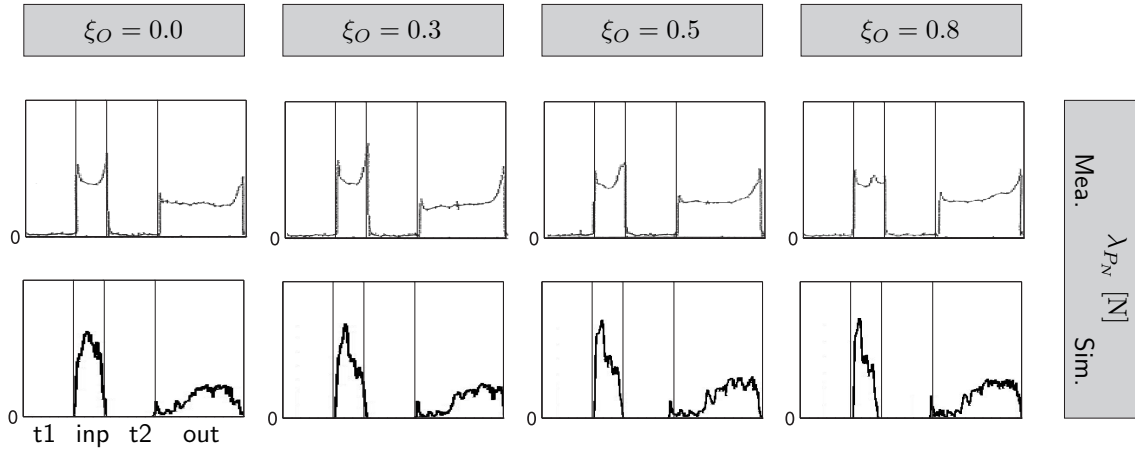 ξ_O = 0.0
ξ_O = 0.3
ξ_O = 0.5
ξ_O = 0.8
0
0
0
0
Mea.
λ_{P_N} [N]
Sim.
0
0
0
0
t1 inp t2 out